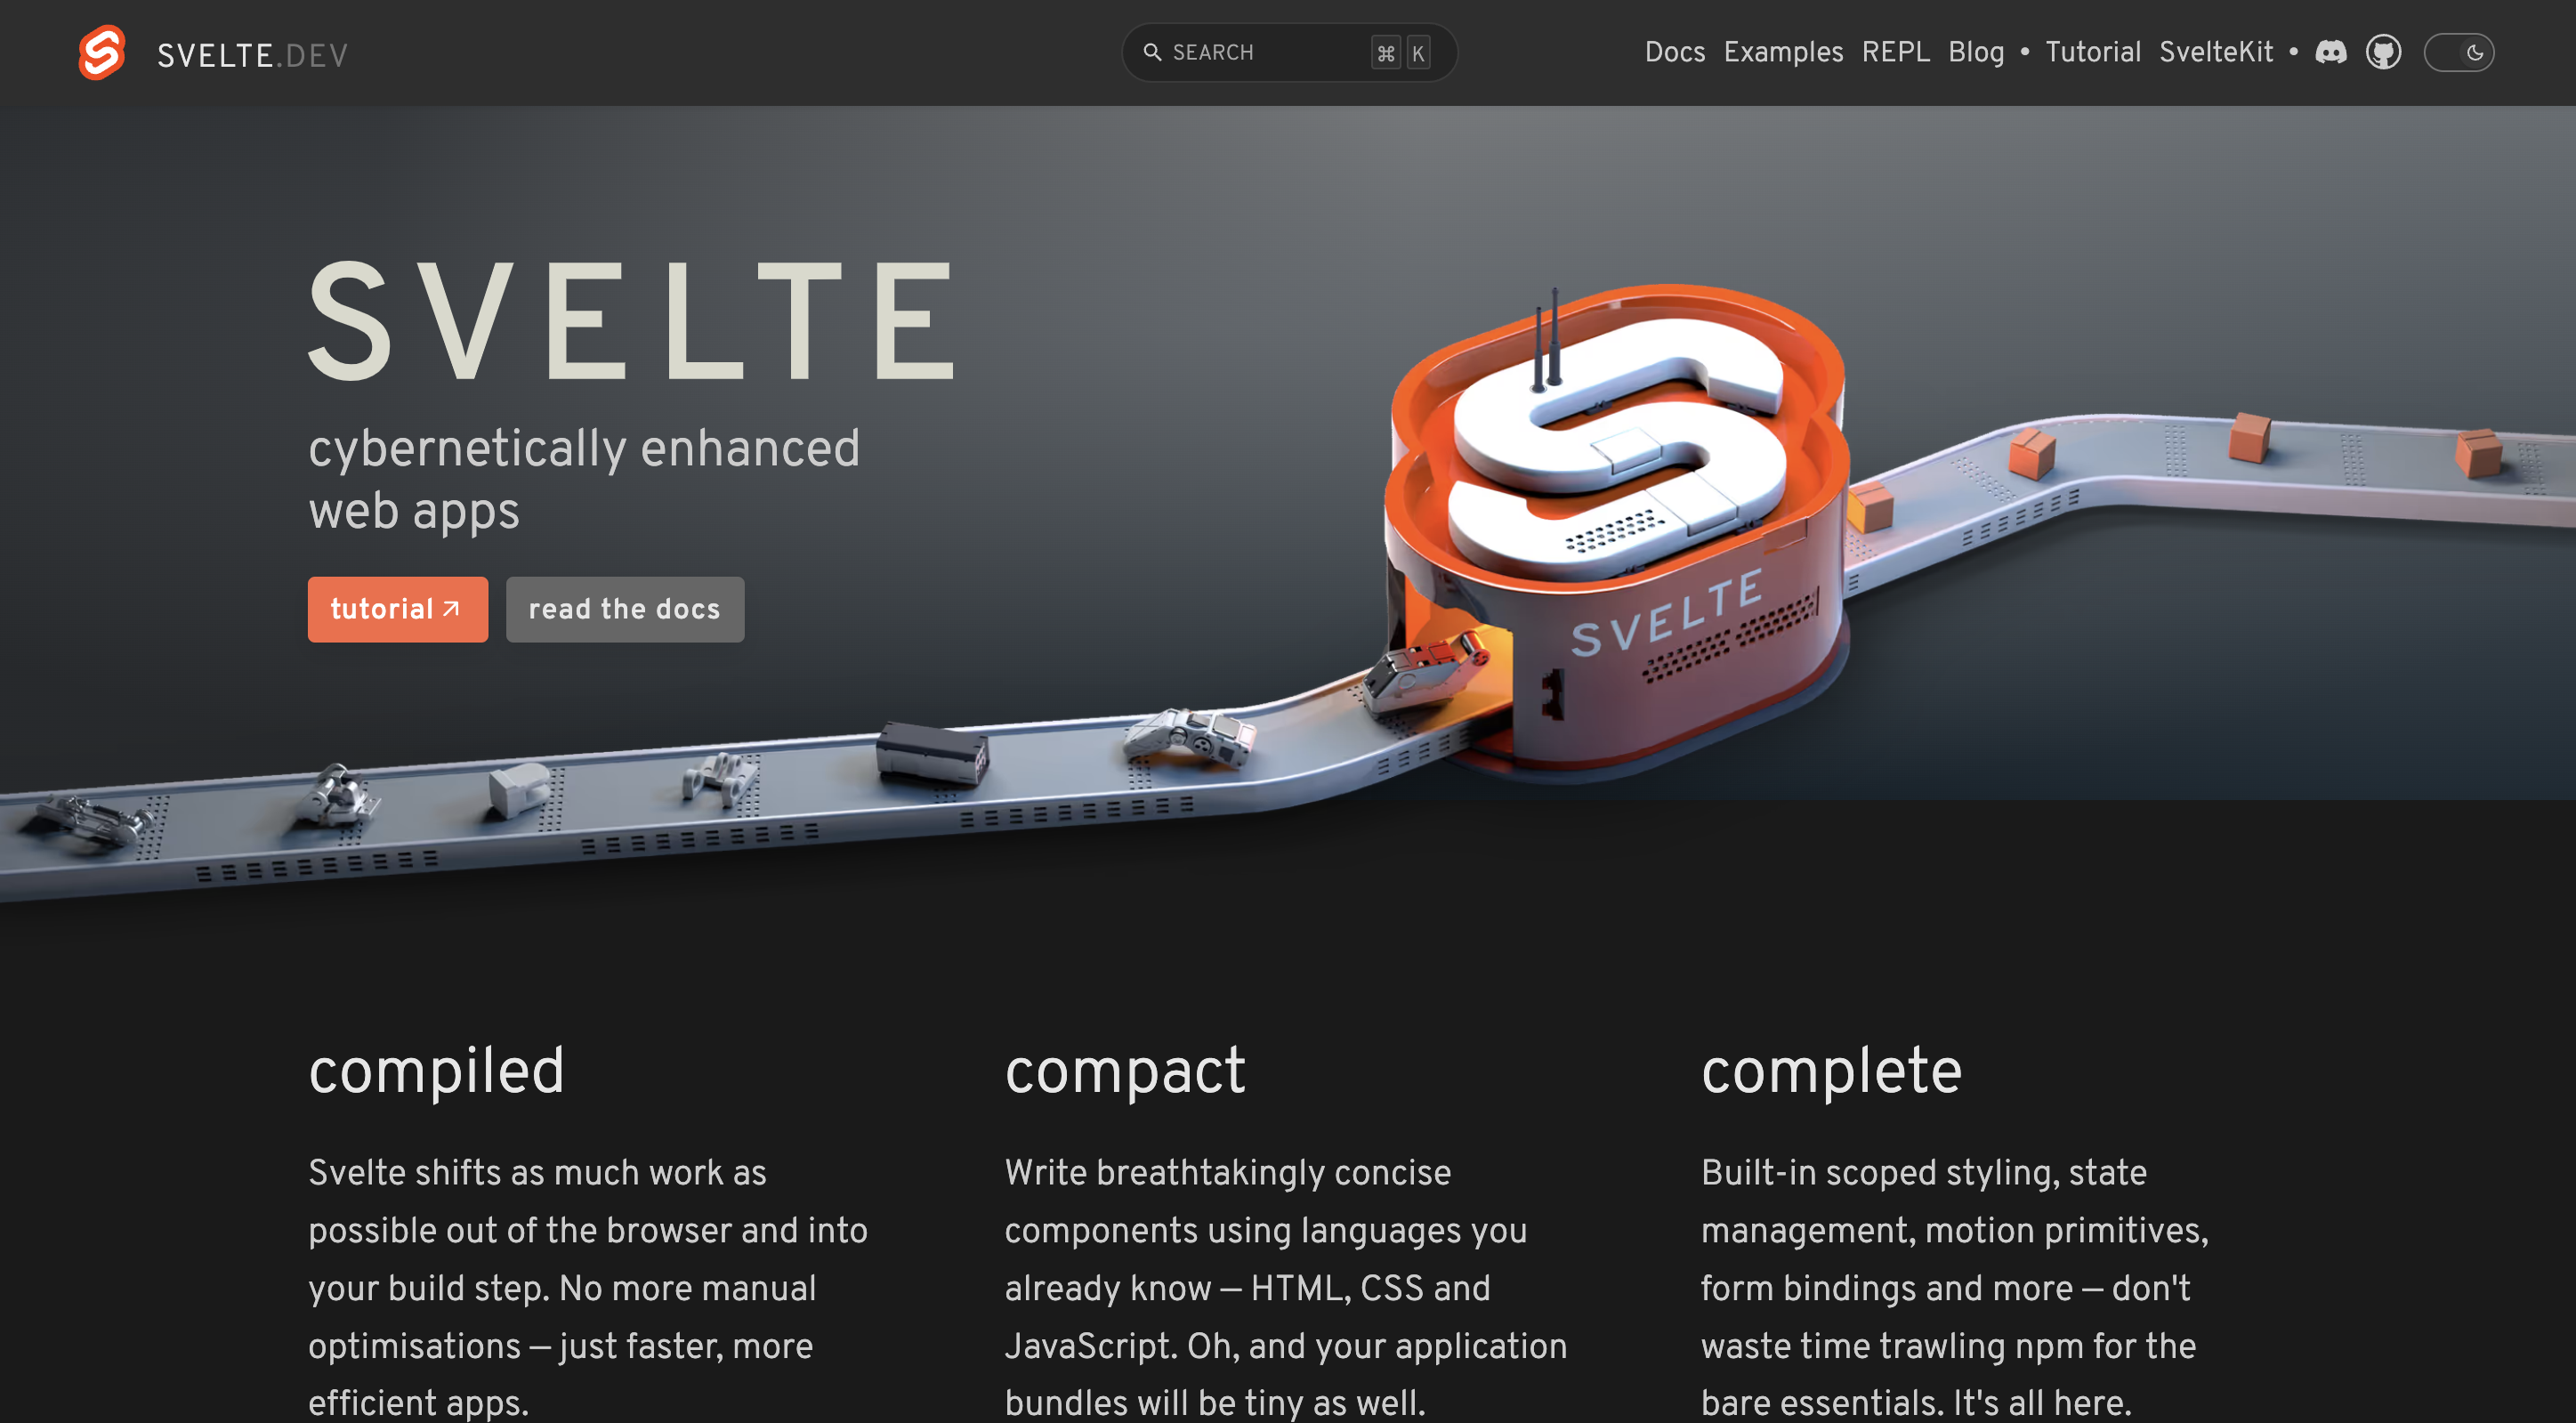 SVELTE.DEV
SEARCH ⌘ K
Docs Examples REPL Blog • Tutorial SvelteKit •
SVELTE
cybernetically enhanced
web apps
tutorial read the docs
SVELTE
compiled
Svelte shifts as much work as
possible out of the browser and into
your build step. No more manual
optimisations — just faster, more
efficient apps.
compact
Write breathtakingly concise
components using languages you
already know — HTML, CSS and
JavaScript. Oh, and your application
bundles will be tiny as well.
complete
Built-in scoped styling, state
management, motion primitives,
form bindings and more — don't
waste time trawling npm for the
bare essentials. It's all here.